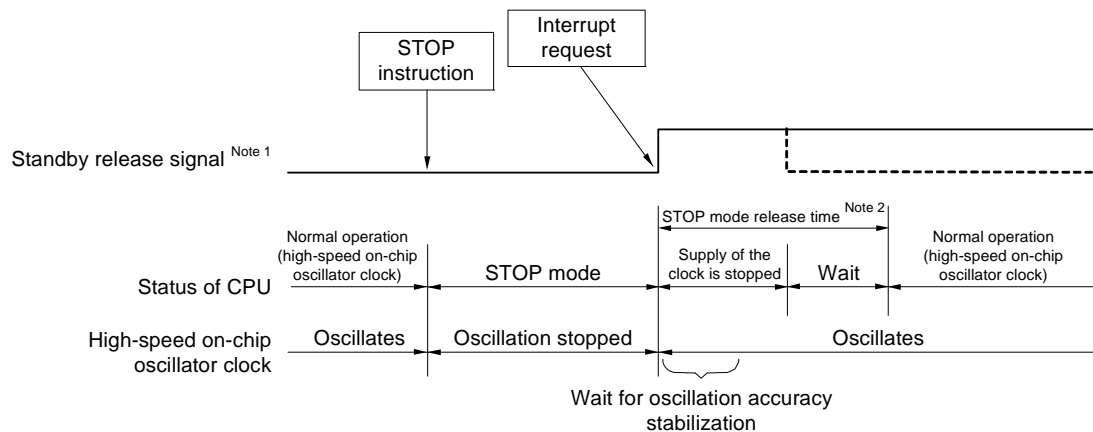 Interrupt
request
STOP
instruction
Standby release signal Note 1
STOP mode release time Note 2
Normal operation
(high-speed on-chip
oscillator clock)
Supply of the
clock is stopped
Normal operation
(high-speed on-chip
oscillator clock)
Status of CPU
STOP mode
Wait
High-speed on-chip
oscillator clock
Oscillates
Oscillation stopped
Oscillates
Wait for oscillation accuracy
stabilization